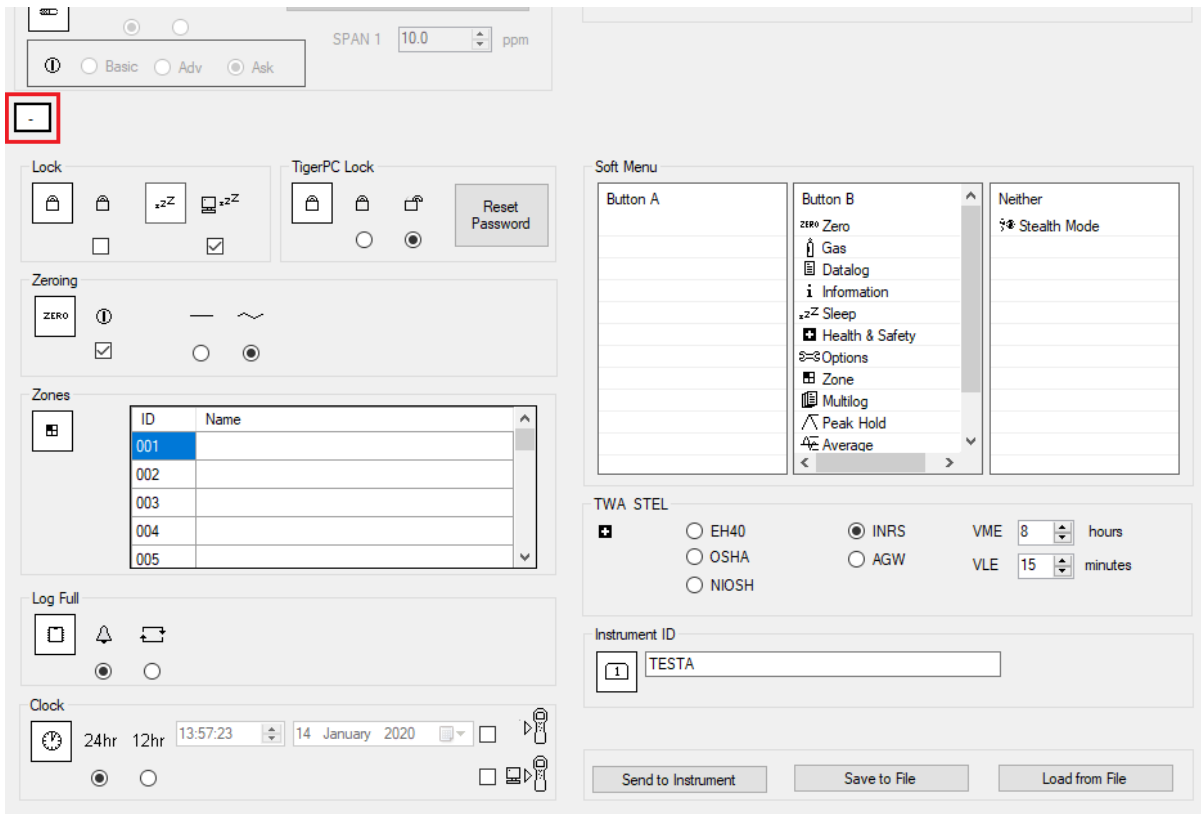 SPAN 1 10.0 ppm
Basic Adv Ask
-
Lock
zzZ zzZ
TigerPC Lock
Reset
Password
Zeroing
ZERO
Zones
ID Name
001
002
003
004
005
Log Full
Clock
24hr 12hr 13:57:23 14 January 2020
Soft Menu
Button A
Button B
ZERO Zero
Gas
Datalog
i Information
zzZ Sleep
Health & Safety
Options
Zone
Multilog
Peak Hold
Average
Neither
Stealth Mode
TWA STEL
EH40 INRS VME 8 hours
OSHA AGW VLE 15 minutes
NIOSH
Instrument ID
1 TESTA
Send to Instrument Save to File Load from File